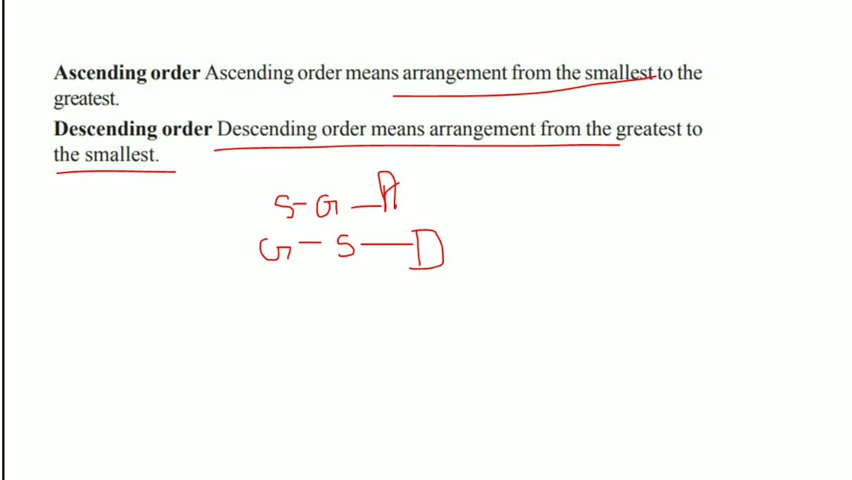 Ascending order Ascending order means arrangement from the smallest to the
greatest.
Descending order Descending order means arrangement from the greatest to
the smallest.
S- G - A
G - S - D